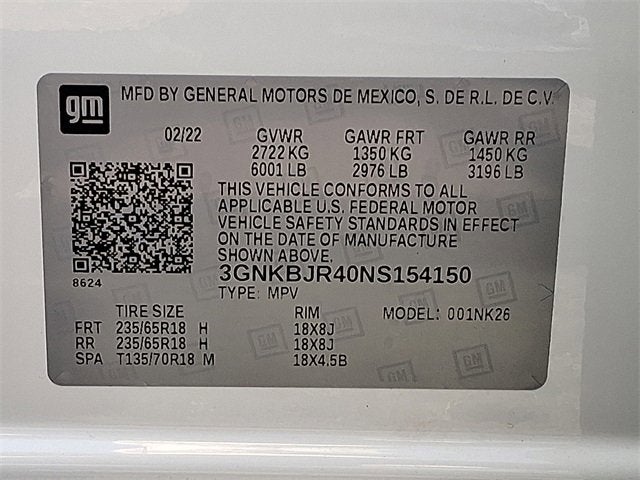 gm MFD BY GENERAL MOTORS DE MEXICO, S. DE R.L. DE C.V.
02/22 GVWR GAWR FRT GAWR RR
2722 KG 1350 KG 1450 KG
6001 LB 2976 LB 3196 LB
THIS VEHICLE CONFORMS TO ALL
APPLICABLE U.S. FEDERAL MOTOR
VEHICLE SAFETY STANDARDS IN EFFECT
ON THE DATE OF MANUFACTURE
SHOWN ABOVE.
8624 3GNKBJR40NS154150
TYPE: MPV
TIRE SIZE RIM MODEL: 001NK26
FRT 235/65R18 H 18X8J
RR 235/65R18 H 18X8J
SPA T135/70R18 M 18X4.5B